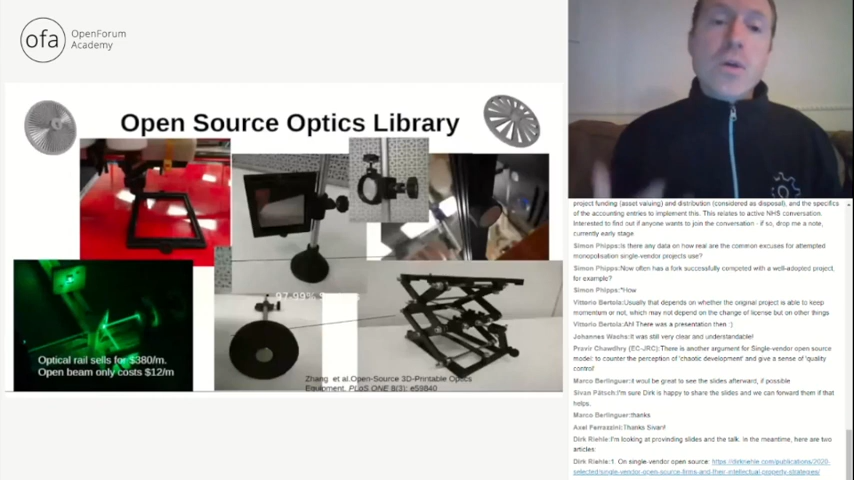 ofa
OpenForum
Academy
Open Source Optics Library
97.99%
Optical rail sells for $380/m.
Open beam only costs $12/m
Zhang et al.Open-Source 3D-Printable Optics
Equipment. PLoS ONE 8(3): e59840
project funding (asset valuing) and distribution (considered as disposal), and the specifics
of the accounting entries to implement this. This relates to active NHS conversation.
Interested to find out if anyone wants to join the conversation - if so, drop me a note,
currently early stage
Simon Phipps:Is there any data on how real are the common excuses for attempted
monopolisation single-vendor projects use?
Simon Phipps:Now often has a fork successfully competed with a well-adopted project,
for example?
Simon Phipps:*How
Vittorio Bertola:Usually that depends on whether the original project is able to keep
momentum or not, which may not depend on the change of license but on other things
Vittorio Bertola:Ah! There was a presentation then :)
Johannes Wachs:It was still very clear and understandable!
Pravir Chawdhry (EC-JRC):There is another argument for Single-vendor open source
model: to counter the perception of 'chaotic development' and give a sense of 'quality
control'
Marco Berlinguer:it woul be great to see the slides afterward, if possible
Sivan Pätsch:I'm sure Dirk is happy to share the slides and we can forward them if that
helps.
Marco Berlinguer:thanks
Axel Ferrazzini:Thanks Sivan!
Dirk Riehle:I'm looking at provinding slides and the talk. In the meantime, here are two
articles:
Dirk Riehle:1. On single-vendor open source: https://dirkriehle.com/publications/2020-
selected/single-vendor-open-source-firms-and-their-intellectual-property-strategies/